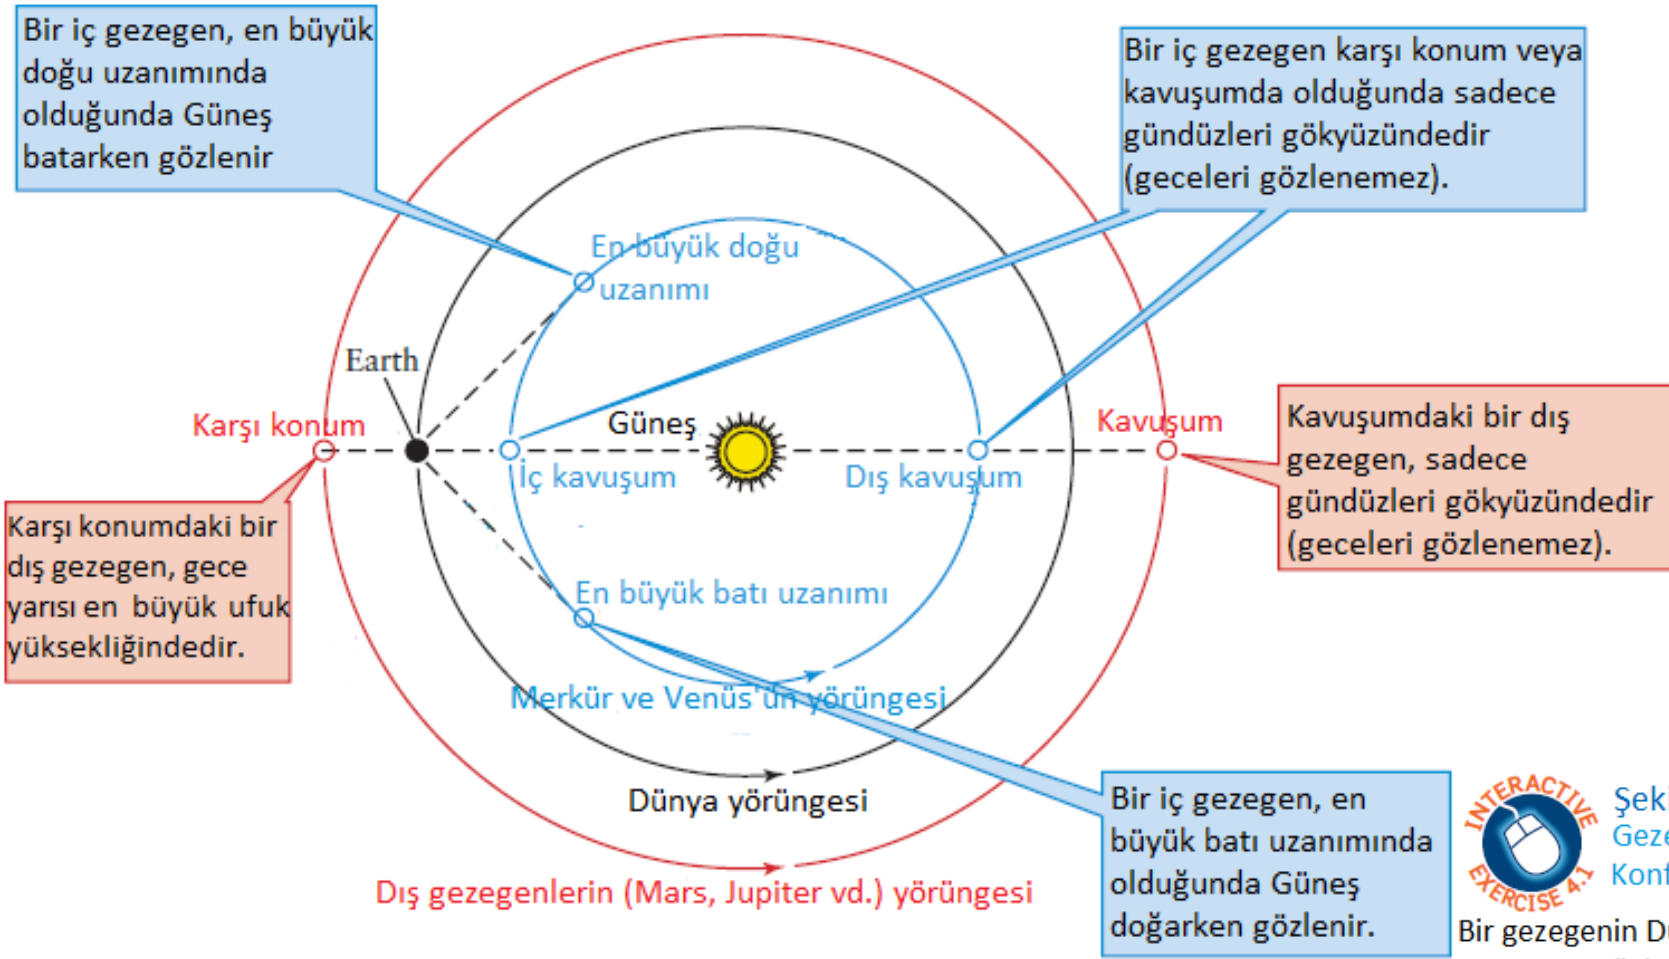 Bir iç gezegen, en büyük
doğu uzanımında
olduğunda Güneş
batarken gözlenir
Bir iç gezegen karşı konum veya
kavuşumda olduğunda sadece
gündüzleri gökyüzündedir
(geceleri gözlenemez).
En büyük doğu
uzanımı
Earth
Karşı konum
Güneş
Kavuşum
İç kavuşum
Dış kavuşum
Kavuşumdaki bir dış
gezegen, sadece
gündüzleri gökyüzündedir
(geceleri gözlenemez).
Karşı konumdaki bir
dış gezegen, gece
yarısı en büyük ufuk
yüksekliğindedir.
En büyük batı uzanımı
Merkür ve Venüs'ün yörüngesi
Dünya yörüngesi
Dış gezegenlerin (Mars, Jupiter vd.) yörüngesi
Bir iç gezegen, en
büyük batı uzanımında
olduğunda Güneş
doğarken gözlenir.
INTERACTIVE
EXERCISE 4.1
Şeki
Geze
Konf
Bir gezegenin Dü